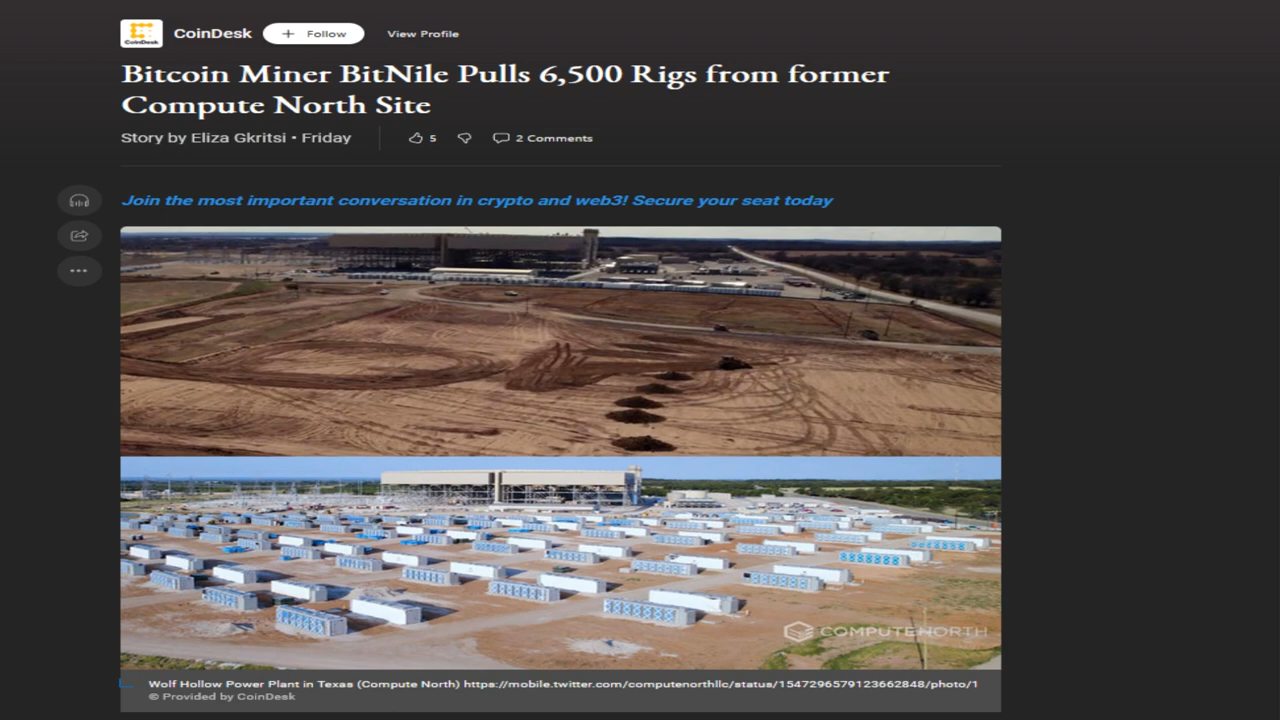 CoinDesk
CoinDesk
+ Follow
View Profile
Bitcoin Miner BitNile Pulls 6,500 Rigs from former
Compute North Site
Story by Eliza Gkritsi • Friday
5
2 Comments
Join the most important conversation in crypto and web3! Secure your seat today
COMPUTENORTH
Wolf Hollow Power Plant in Texas (Compute North) https://mobile.twitter.com/computenorthllc/status/1547296579123662848/photo/1
© Provided by CoinDesk